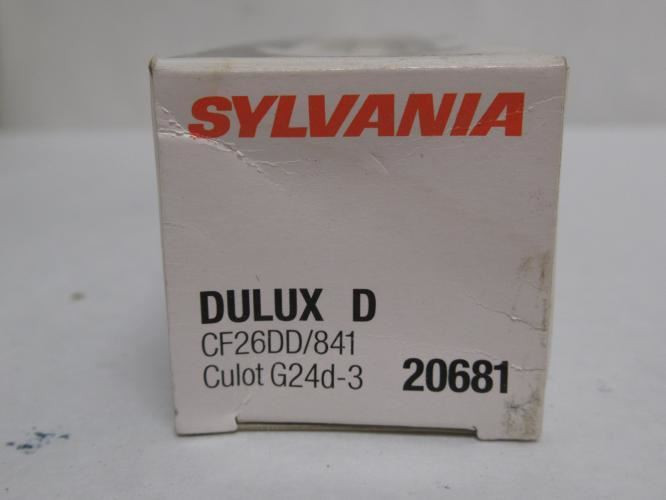 SYLVANIA
DULUX D
CF26DD/841
Culot G24d-3 20681